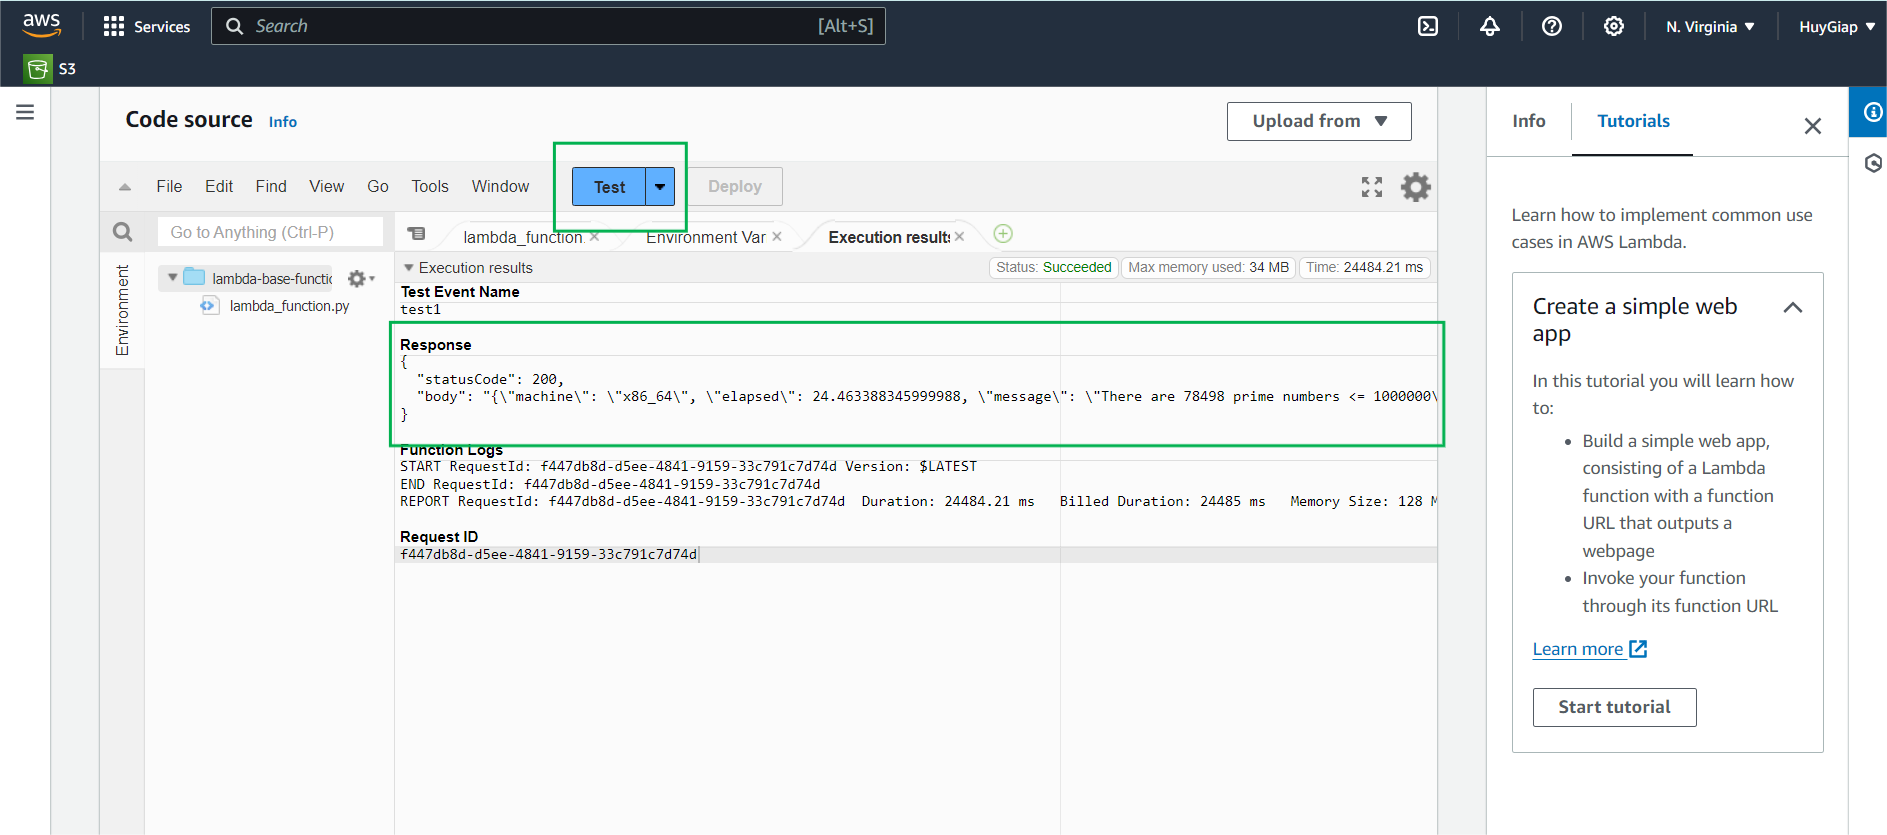 aws
Services
Search
[Alt+S]
N. Virginia
HuyGiap
S3
Code source
Info
Upload from
File Edit Find View Go Tools Window
Test
Deploy
Go to Anything (Ctrl-P)
lambda_function.
Environment Var
Execution results
Environment
lambda-base-functic
lambda_function.py
Execution results
Status: Succeeded
Max memory used: 34 MB
Time: 24484.21 ms
Test Event Name
test1
Response
{
"statusCode": 200,
"body": "{\"machine\": \"x86_64\", \"elapsed\": 24.463388345999988, \"message\": \"There are 78498 prime numbers <= 1000000\
}
Function Logs
START RequestId: f447db8d-d5ee-4841-9159-33c791c7d74d Version: $LATEST
END RequestId: f447db8d-d5ee-4841-9159-33c791c7d74d
REPORT RequestId: f447db8d-d5ee-4841-9159-33c791c7d74d Duration: 24484.21 ms Billed Duration: 24485 ms Memory Size: 128 M
Request ID
f447db8d-d5ee-4841-9159-33c791c7d74d
Info
Tutorials
Learn how to implement common use
cases in AWS Lambda.
Create a simple web
app
In this tutorial you will learn how
to:
• Build a simple web app,
consisting of a Lambda
function with a function
URL that outputs a
webpage
• Invoke your function
through its function URL
Learn more
Start tutorial